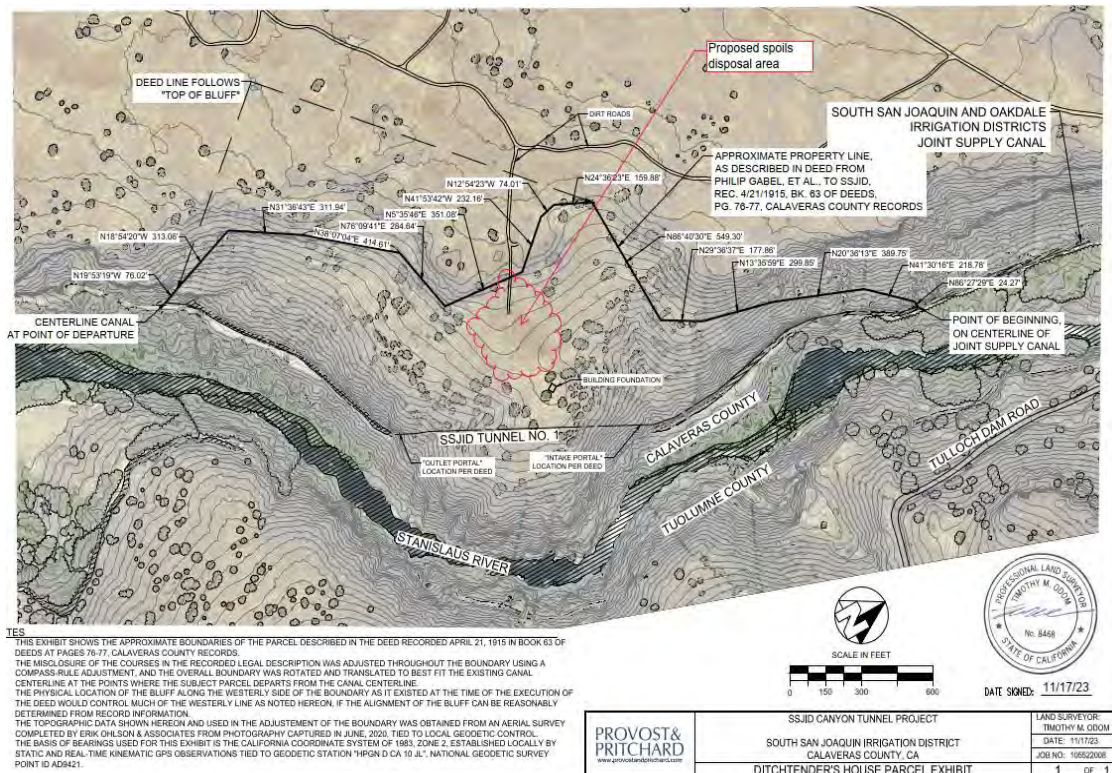 Proposed spoils
disposal area
DEED LINE FOLLOWS
"TOP OF BLUFF"
DIRT ROADS
SOUTH SAN JOAQUIN AND OAKDALE
IRRIGATION DISTRICTS
JOINT SUPPLY CANAL
APPROXIMATE PROPERTY LINE,
AS DESCRIBED IN DEED FROM
PHILIP GABEL, ET AL., TO SSJID,
REC. 4/21/1915, BK. 63 OF DEEDS,
PG. 76-77, CALAVERAS COUNTY RECORDS
N24°36'23"E 159.88'
N12°54'23"W 74.01'
N41°53'42"W 232.16'
N5°35'46"E 351.08'
N76°09'41"E 284.64'
N38°07'04"E 414.61'
N31°36'43"E 311.94'
N18°54'20"W 313.06'
N19°53'19"W 76.02'
N66°40'30"E 549.30'
N29°36'37"E 177.86'
N13°35'59"E 299.85'
N20°36'13"E 389.75'
N41°30'16"E 218.78'
N86°27'29"E 24.27'
CENTERLINE CANAL
AT POINT OF DEPARTURE
POINT OF BEGINNING,
ON CENTERLINE OF
JOINT SUPPLY CANAL
BUILDING FOUNDATION
SSJID TUNNEL NO. 1
"OUTLET PORTAL"
LOCATION PER DEED
"INTAKE PORTAL"
LOCATION PER DEED
CALAVERAS COUNTY
TUOLUMNE COUNTY
TULLOCH DAM ROAD
STANISLAUS RIVER
PROFESSIONAL LAND SURVEYOR
TIMOTHY M. ODOM
No. 8468
STATE OF CALIFORNIA
SCALE IN FEET
0 150 300 600
DATE SIGNED: 11/17/23
TES
THIS EXHIBIT SHOWS THE APPROXIMATE BOUNDARIES OF THE PARCEL DESCRIBED IN THE DEED RECORDED APRIL 21, 1915 IN BOOK 63 OF
DEEDS AT PAGES 76-77, CALAVERAS COUNTY RECORDS.
THE MISCLOSURE OF THE COURSES IN THE RECORDED LEGAL DESCRIPTION WAS ADJUSTED THROUGHOUT THE BOUNDARY USING A
COMPASS-RULE ADJUSTMENT, AND THE OVERALL BOUNDARY WAS ROTATED AND TRANSLATED TO BEST FIT THE EXISTING CANAL
CENTERLINE AT THE POINTS WHERE THE SUBJECT PARCEL DEPARTS FROM THE CANAL CENTERLINE.
THE PHYSICAL LOCATION OF THE BLUFF ALONG THE WESTERLY SIDE OF THE BOUNDARY AS IT EXISTED AT THE TIME OF THE EXECUTION OF
THE DEED WOULD CONTROL MUCH OF THE WESTERLY LINE AS NOTED HEREON, IF THE ALIGNMENT OF THE BLUFF CAN BE REASONABLY
DETERMINED FROM RECORD INFORMATION.
THE TOPOGRAPHIC DATA SHOWN HEREON AND USED IN THE ADJUSTEMENT OF THE BOUNDARY WAS OBTAINED FROM AN AERIAL SURVEY
COMPLETED BY ERIK OHLSON & ASSOCIATES FROM PHOTOGRAPHY CAPTURED IN JUNE, 2020, TIED TO LOCAL GEODETIC CONTROL.
THE BASIS OF BEARINGS USED FOR THIS EXHIBIT IS THE CALIFORNIA COORDINATE SYSTEM OF 1983, ZONE 2, ESTABLISHED LOCALLY BY
STATIC AND REAL-TIME KINEMATIC GPS OBSERVATIONS TIED TO GEODETIC STATION "HPGN D CA 10 JL", NATIONAL GEODETIC SURVEY
POINT ID AD9421.
PROVOST&
PRITCHARD
www.provostandpritchard.com
SSJID CANYON TUNNEL PROJECT
SOUTH SAN JOAQUIN IRRIGATION DISTRICT
CALAVERAS COUNTY, CA
DITCHTENDER'S HOUSE PARCEL EXHIBIT
LAND SURVEYOR:
TIMOTHY M. ODOM
DATE: 11/17/23
JOB NO.: 105522008
1 OF 1